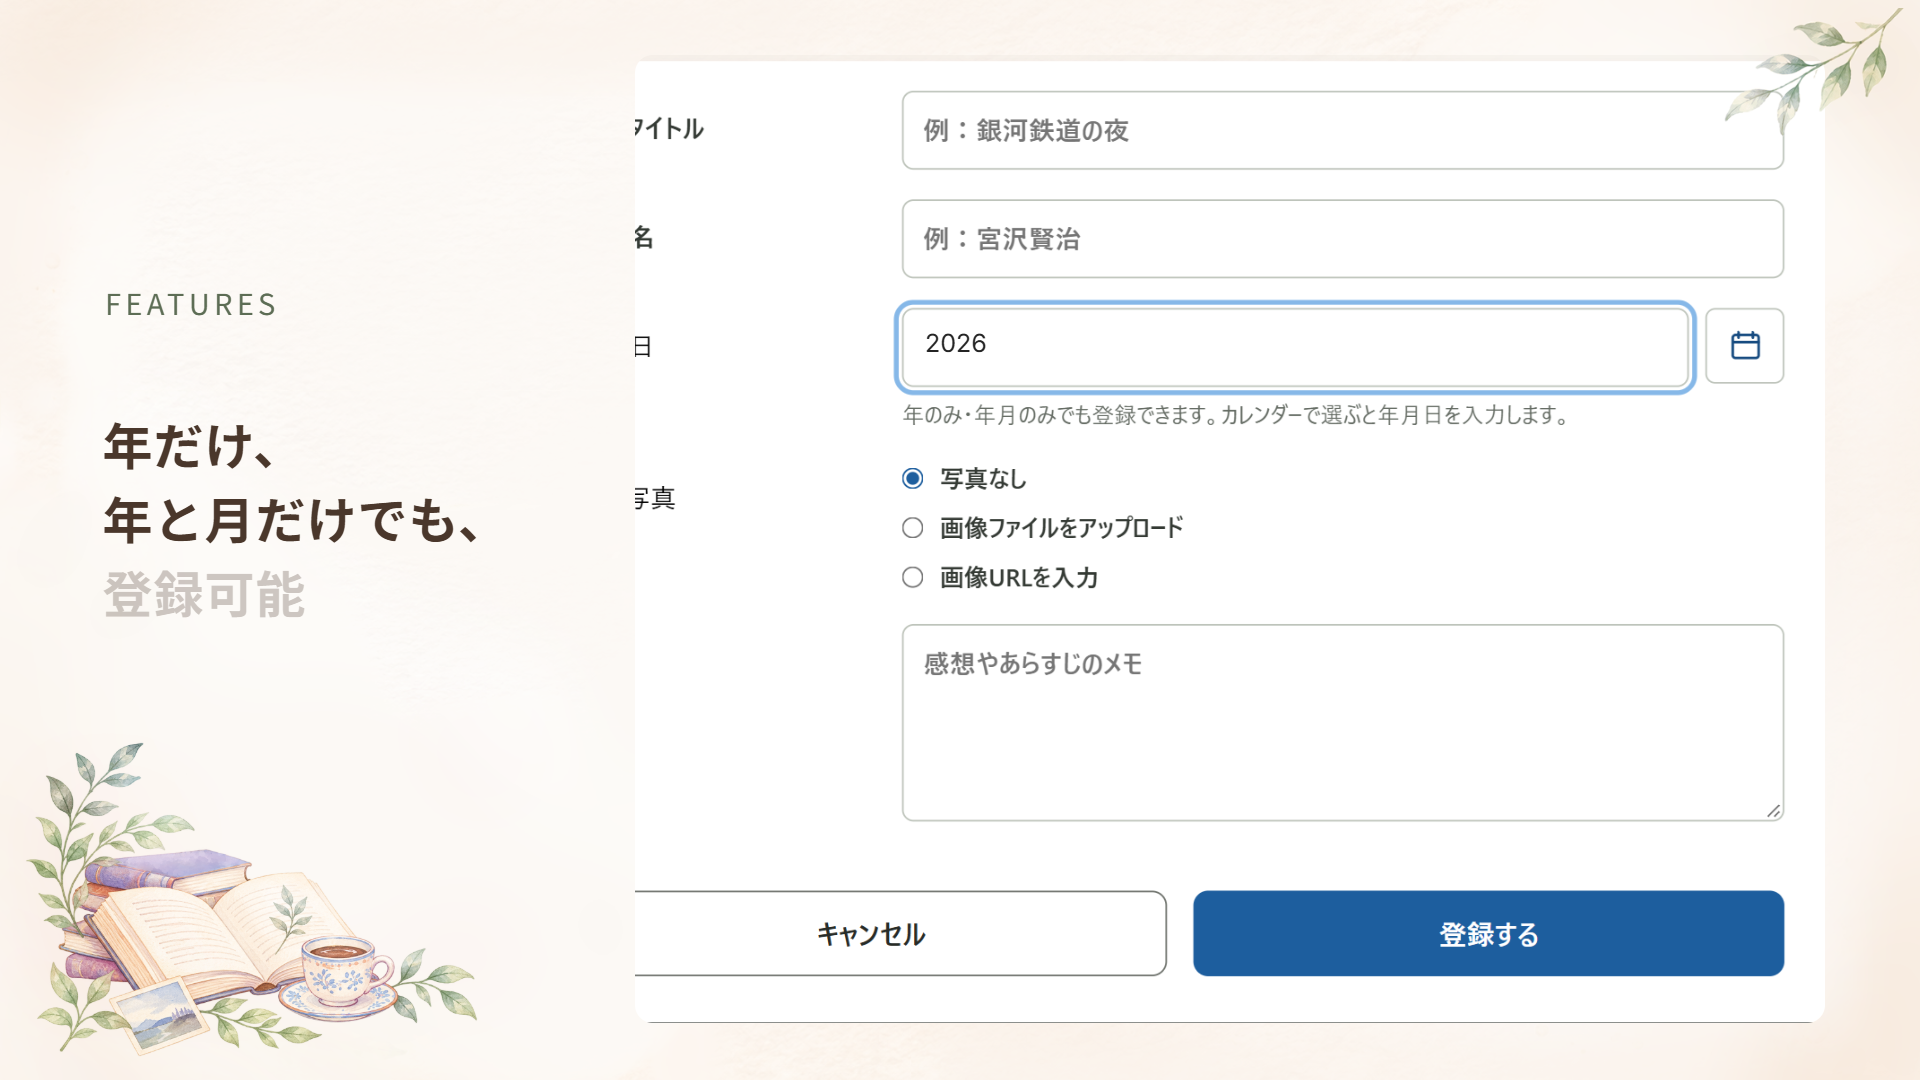 FEATURES
年だけ、
年と月だけでも、
登録可能
タイトル
例：銀河鉄道の夜
名
例：宮沢賢治
日
2026
年のみ・年月のみでも登録できます。カレンダーで選ぶと年月日を入力します。
写真
写真なし
画像ファイルをアップロード
画像URLを入力
感想やあらすじのメモ
キャンセル
登録する